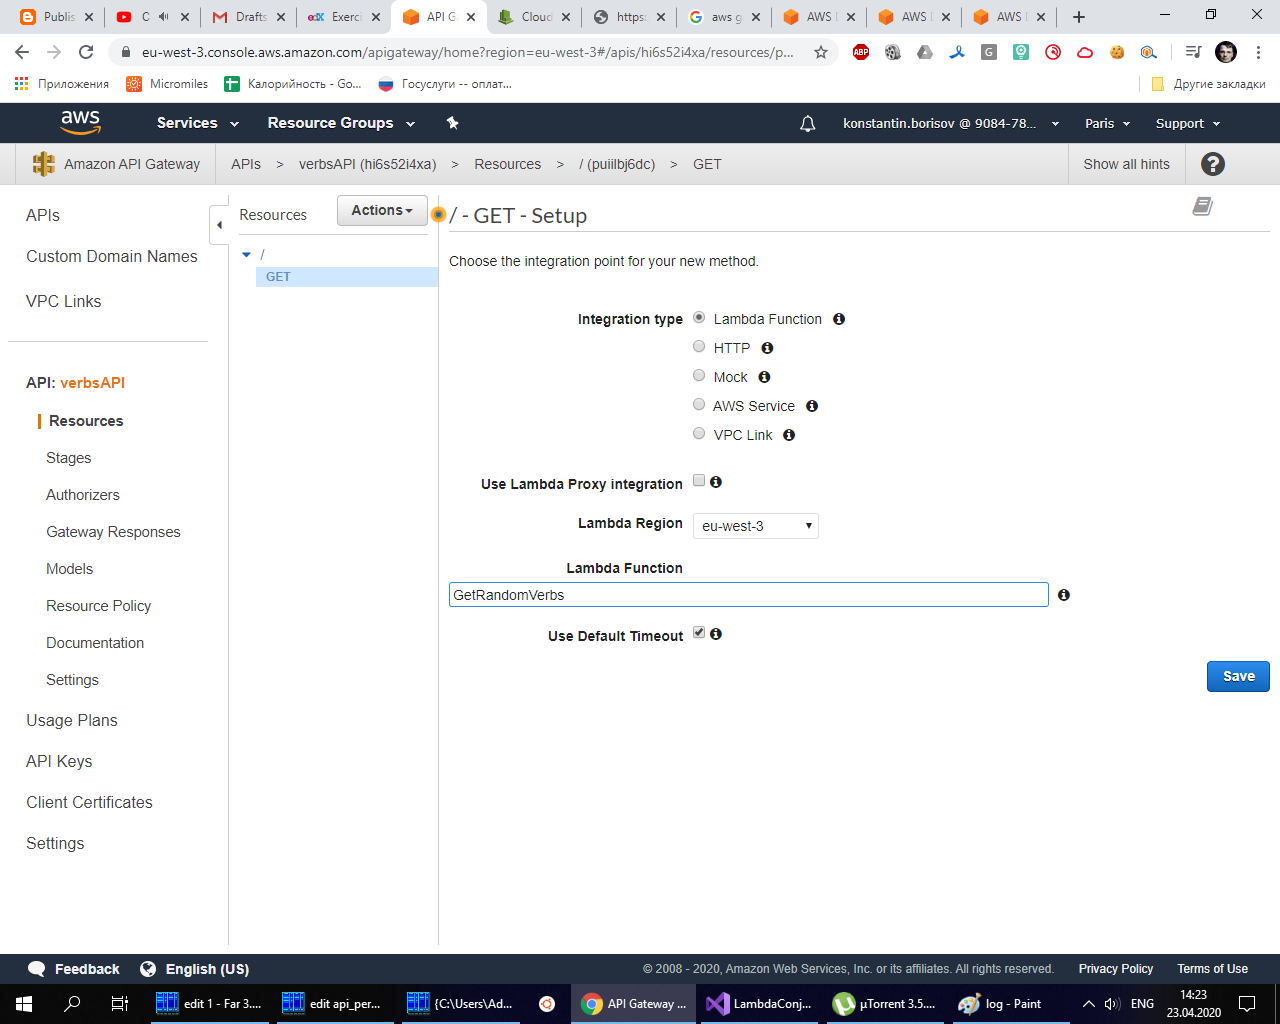 Publis
C
Drafts
edX Exerci
API G
Cloud
https:
aws g
AWS
AWS
AWS
eu-west-3.console.aws.amazon.com/apigateway/home?region=eu-west-3#/apis/hi6s52i4xa/resources/p...
ABP
G
Приложения
Micromiles
Калорийность - Go...
Госуслуги -- оплат...
Другие закладки
aws
Services
Resource Groups
konstantin.borisov @ 9084-78...
Paris
Support
Amazon API Gateway
APIs > verbsAPI (hi6s52i4xa) > Resources > / (puiilbj6dc) > GET
Show all hints
APIs
Custom Domain Names
VPC Links
API: verbsAPI
Resources
Stages
Authorizers
Gateway Responses
Models
Resource Policy
Documentation
Settings
Usage Plans
API Keys
Client Certificates
Settings
Resources
Actions
/
GET
/ - GET - Setup
Choose the integration point for your new method.
Integration type
Lambda Function
HTTP
Mock
AWS Service
VPC Link
Use Lambda Proxy integration
Lambda Region
eu-west-3
Lambda Function
GetRandomVerbs
Use Default Timeout
Save
Feedback
English (US)
© 2008 - 2020, Amazon Web Services, Inc. or its affiliates. All rights reserved.
Privacy Policy
Terms of Use
edit 1 - Far 3....
edit api_per...
{C:\Users\Ad...
API Gateway ...
LambdaConj...
µTorrent 3.5....
log - Paint
ENG
14:23
23.04.2020